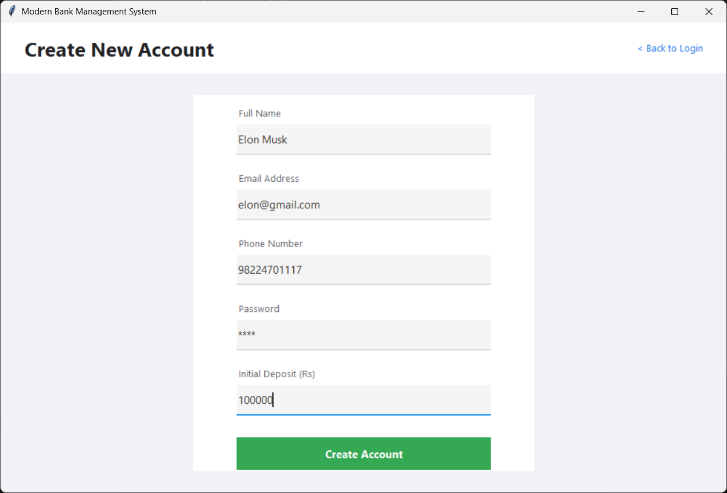 Modern Bank Management System
Create New Account
< Back to Login
Full Name
Elon Musk
Email Address
elon@gmail.com
Phone Number
98224701117
Password
****
Initial Deposit (Rs)
100000
Create Account